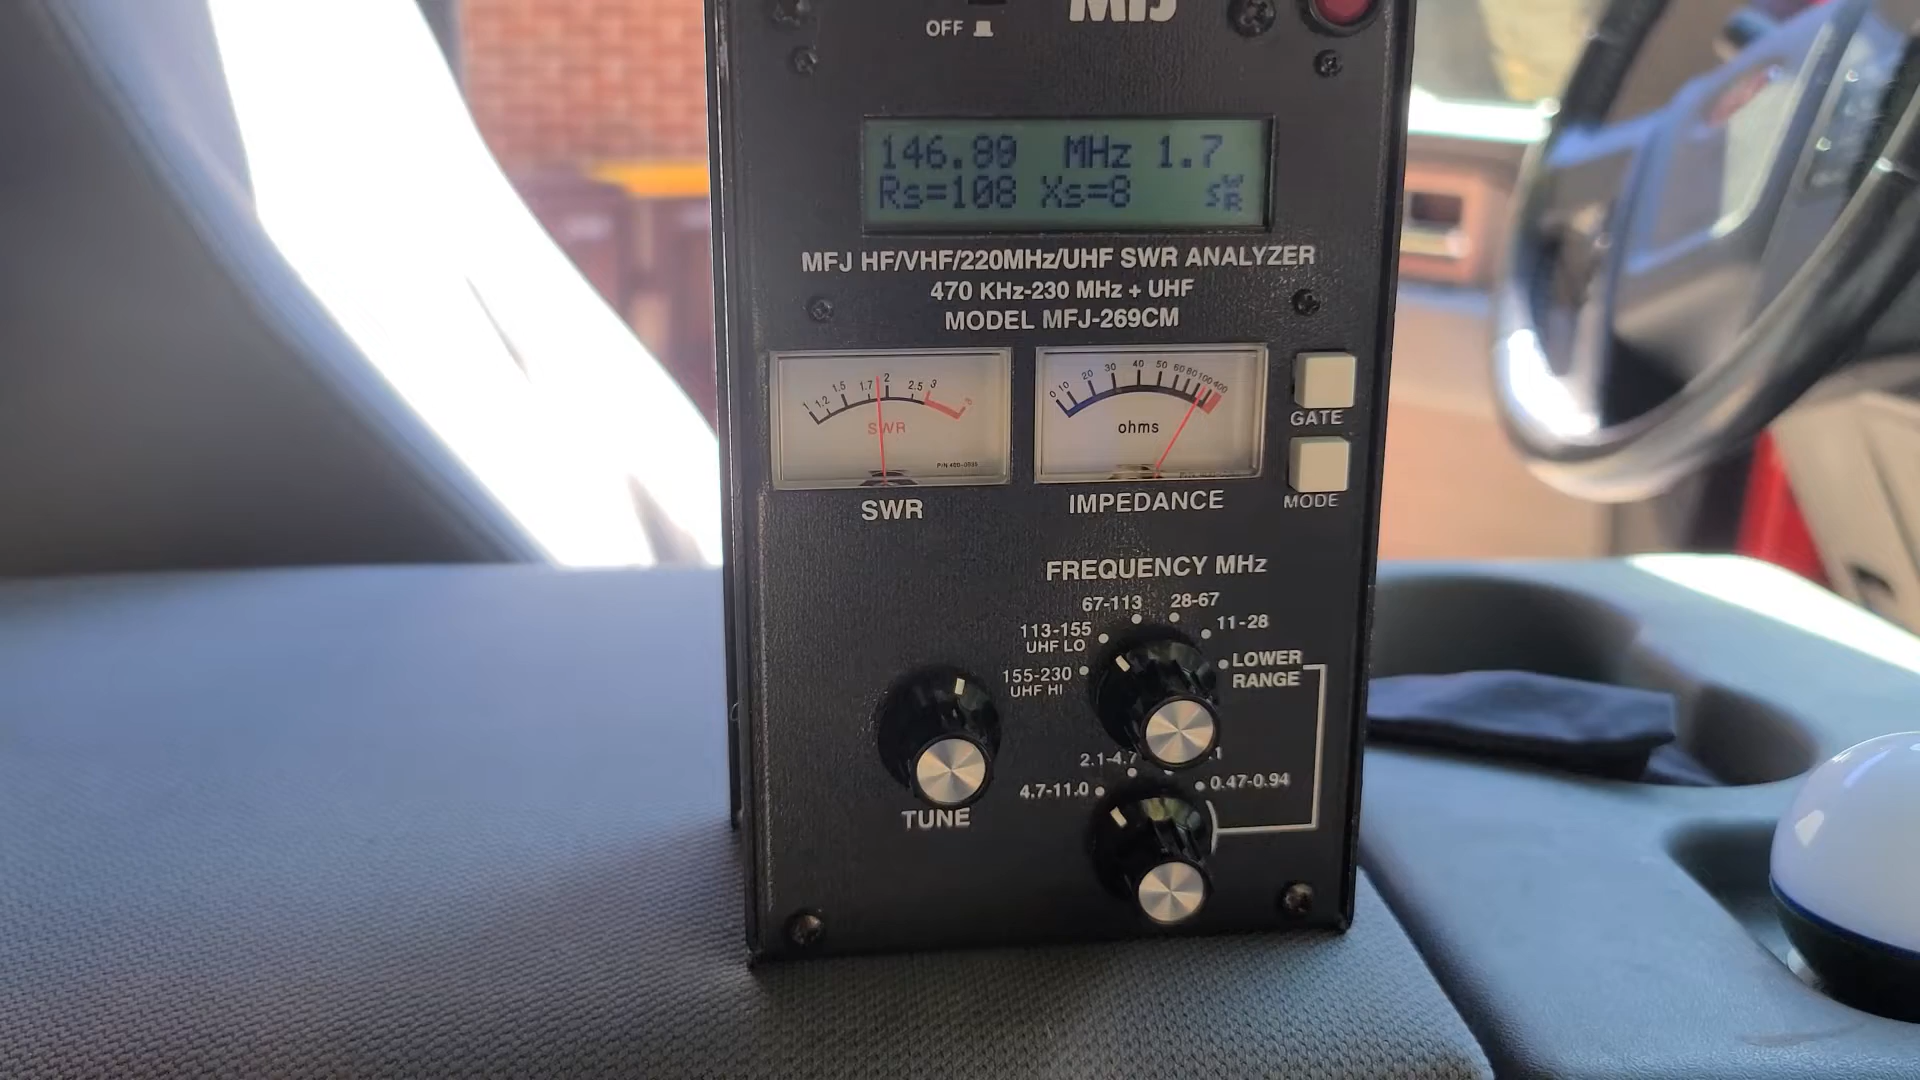 MFJ
OFF
146.89 MHz 1.7
Rs=108 Xs=8 SWR
MFJ HF/VHF/220MHz/UHF SWR ANALYZER
470 KHz-230 MHz + UHF
MODEL MFJ-269CM
1 1.2 1.5 1.7 2 2.5 3
SWR
SWR
0 10 20 30 40 50 60 80 100 400
ohms
IMPEDANCE
GATE
MODE
FREQUENCY MHz
67-113 28-67
113-155
UHF LO
11-28
155-230
UHF HI
LOWER
RANGE
2.1-4.7
4.7-11.0 0.47-0.94
TUNE